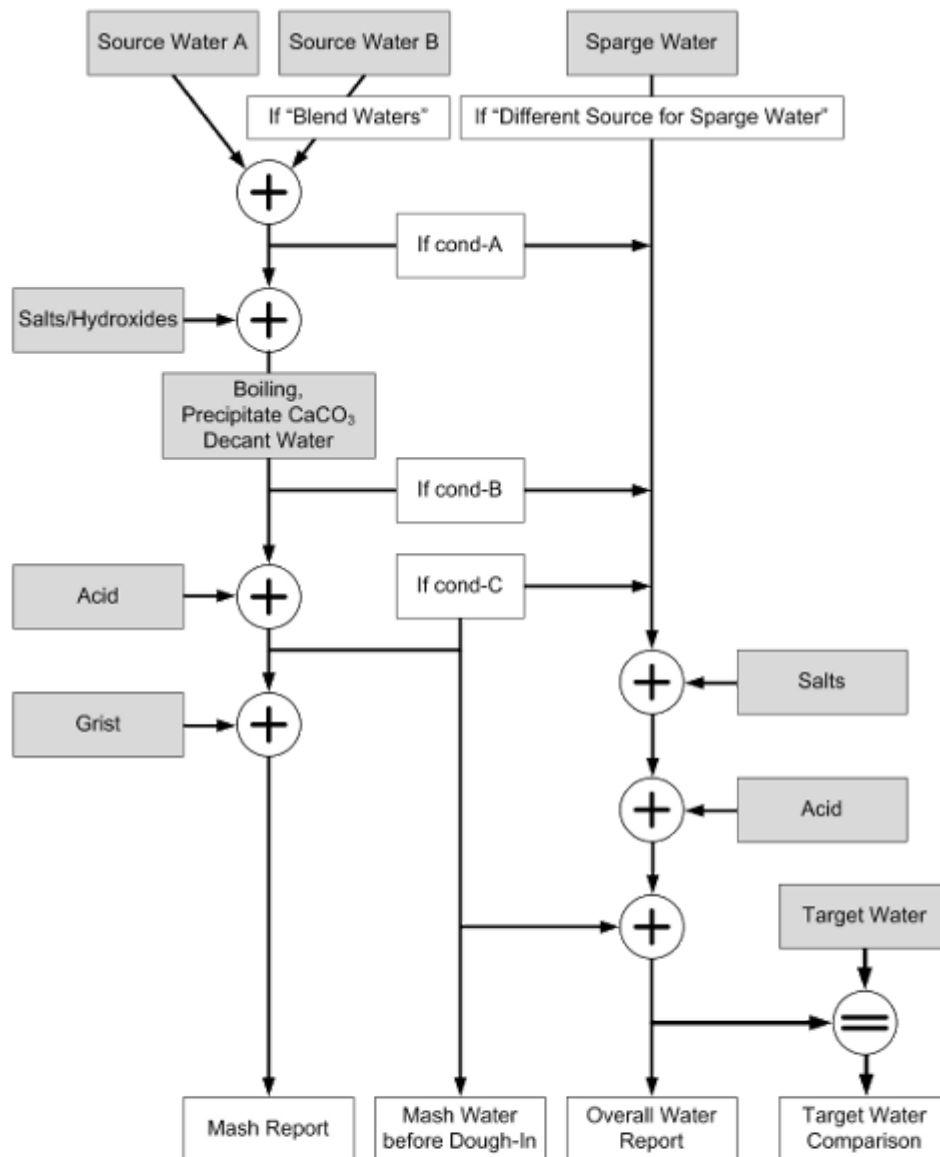 Source Water A
Source Water B
Sparge Water
If “Blend Waters”
If “Different Source for Sparge Water”
If cond-A
Salts/Hydroxides
Boiling,
Precipitate CaCO₃
Decant Water
If cond-B
Acid
If cond-C
Salts
Grist
Acid
Target Water
Mash Report
Mash Water
before Dough-In
Overall Water
Report
Target Water
Comparison